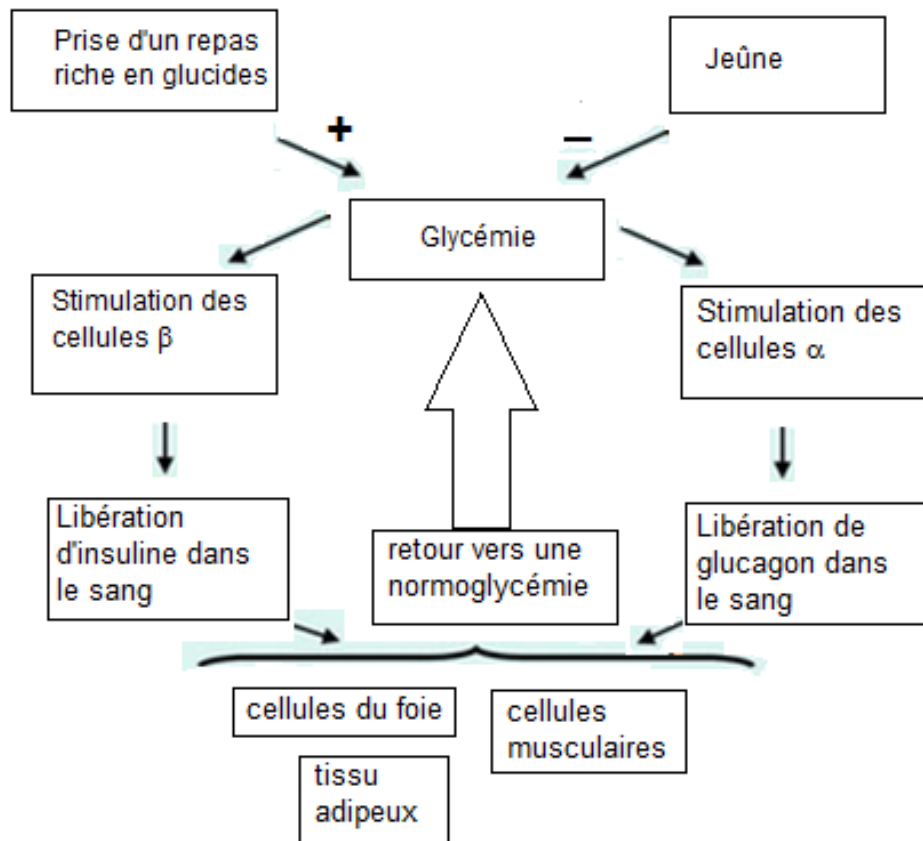 Prise d'un repas
riche en glucides
Jeûne
+
–
Glycémie
Stimulation des
cellules β
Stimulation des
cellules α
Libération
d'insuline dans
le sang
retour vers une
normoglycémie
Libération de
glucagon dans
le sang
cellules du foie
cellules
musculaires
tissu
adipeux